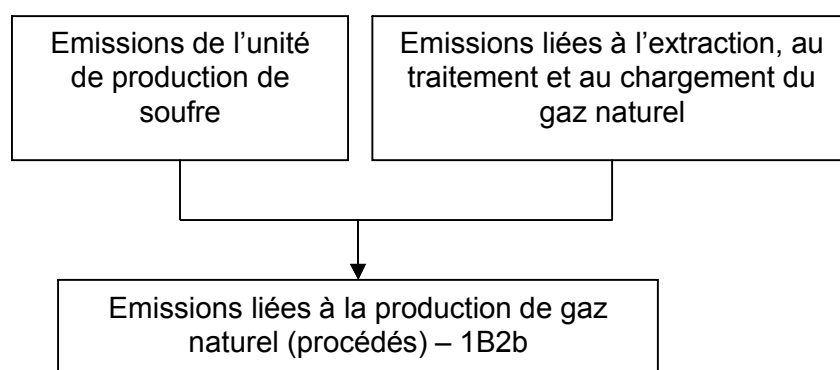 Emissions de l’unité
de production de
soufre
Emissions liées à l’extraction, au
traitement et au chargement du
gaz naturel
Emissions liées à la production de gaz
naturel (procédés) – 1B2b